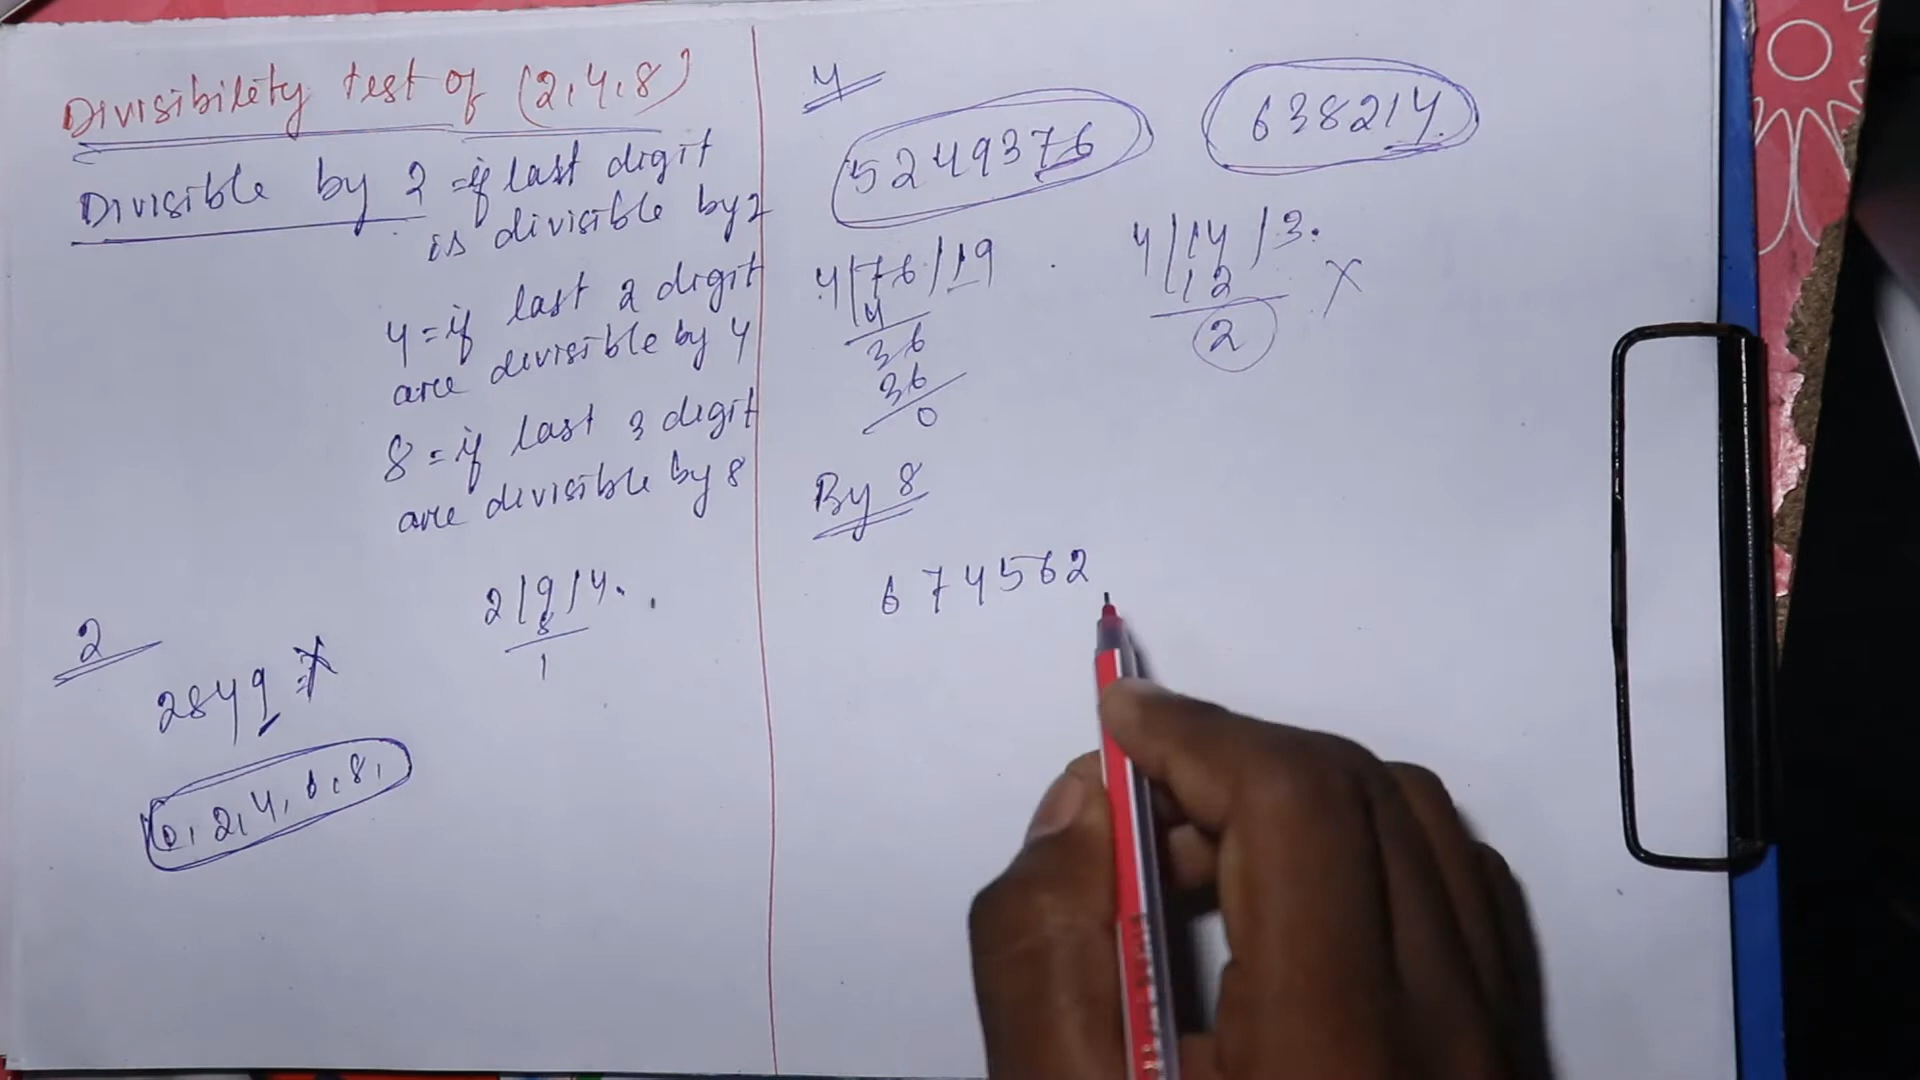 Divisibility test of (2,4,8)
Divisible by 2 = if last digit
is divisible by 2
4 = if last 2 digit
are divisible by 4
8 = if last 3 digit
are divisible by 8
2 | 9 / 4.
8
1
2
2849 = X
0, 2, 4, 6, 8,
4
5249376
638214
4 | 76 / 19
4
36
36
0
4 | 14 / 3.
12
2
X
By 8
674562